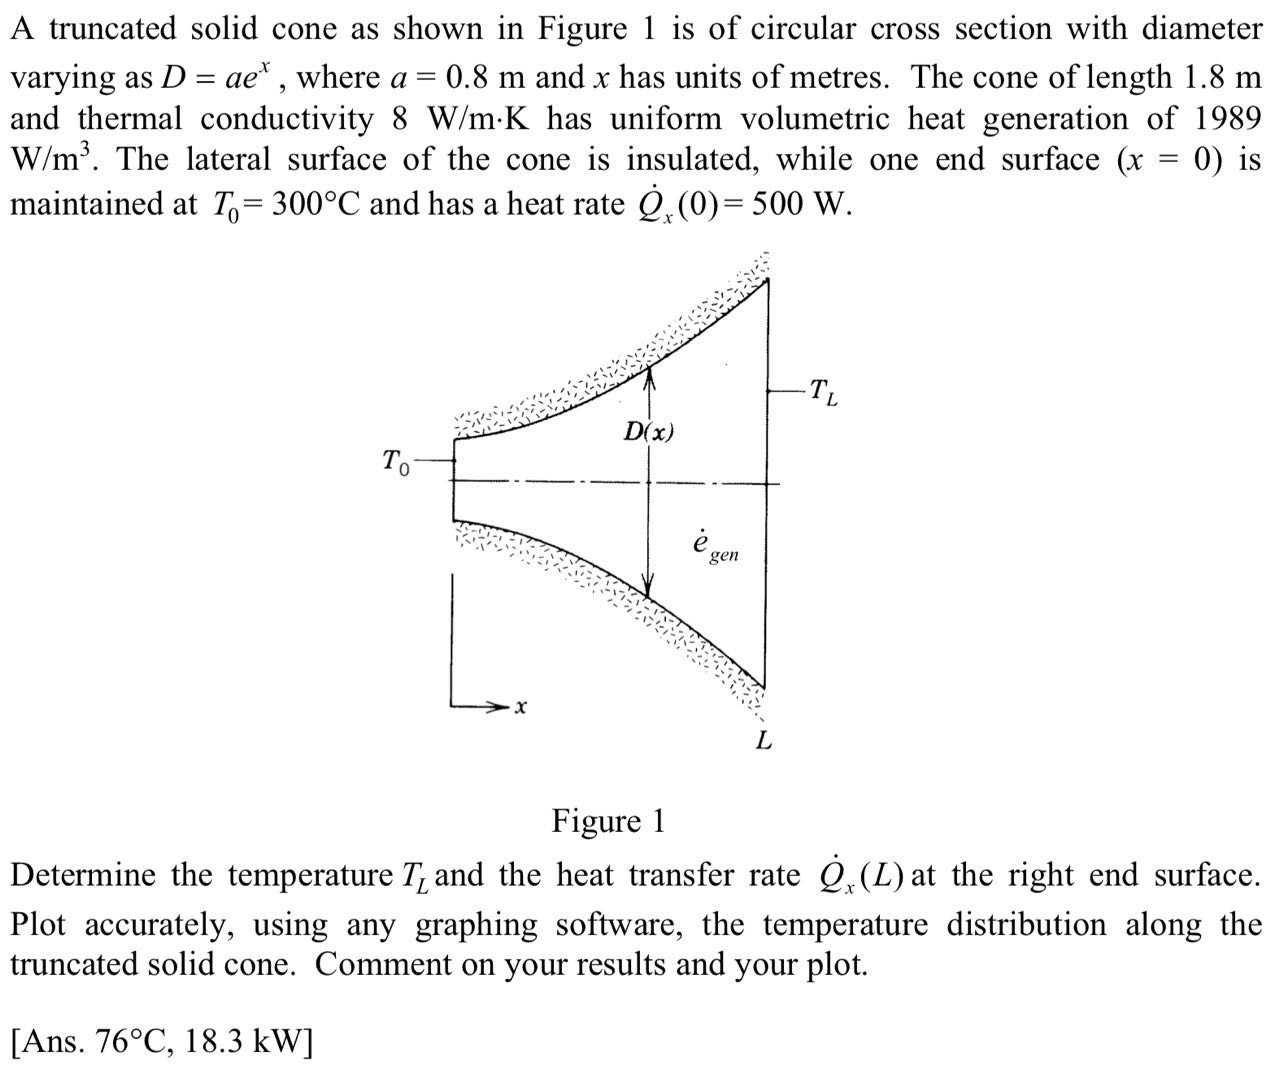 A truncated solid cone as shown in Figure 1 is of circular cross section with diameter
varying as D = aeˣ , where a = 0.8 m and x has units of metres. The cone of length 1.8 m
and thermal conductivity 8 W/m·K has uniform volumetric heat generation of 1989
W/m³. The lateral surface of the cone is insulated, while one end surface (x = 0) is
maintained at T₀= 300°C and has a heat rate Q̇ₓ(0)= 500 W.
T_L
D(x)
T₀
ė_gen
x
L
Figure 1
Determine the temperature T_L and the heat transfer rate Q̇ₓ(L) at the right end surface.
Plot accurately, using any graphing software, the temperature distribution along the
truncated solid cone. Comment on your results and your plot.
[Ans. 76°C, 18.3 kW]